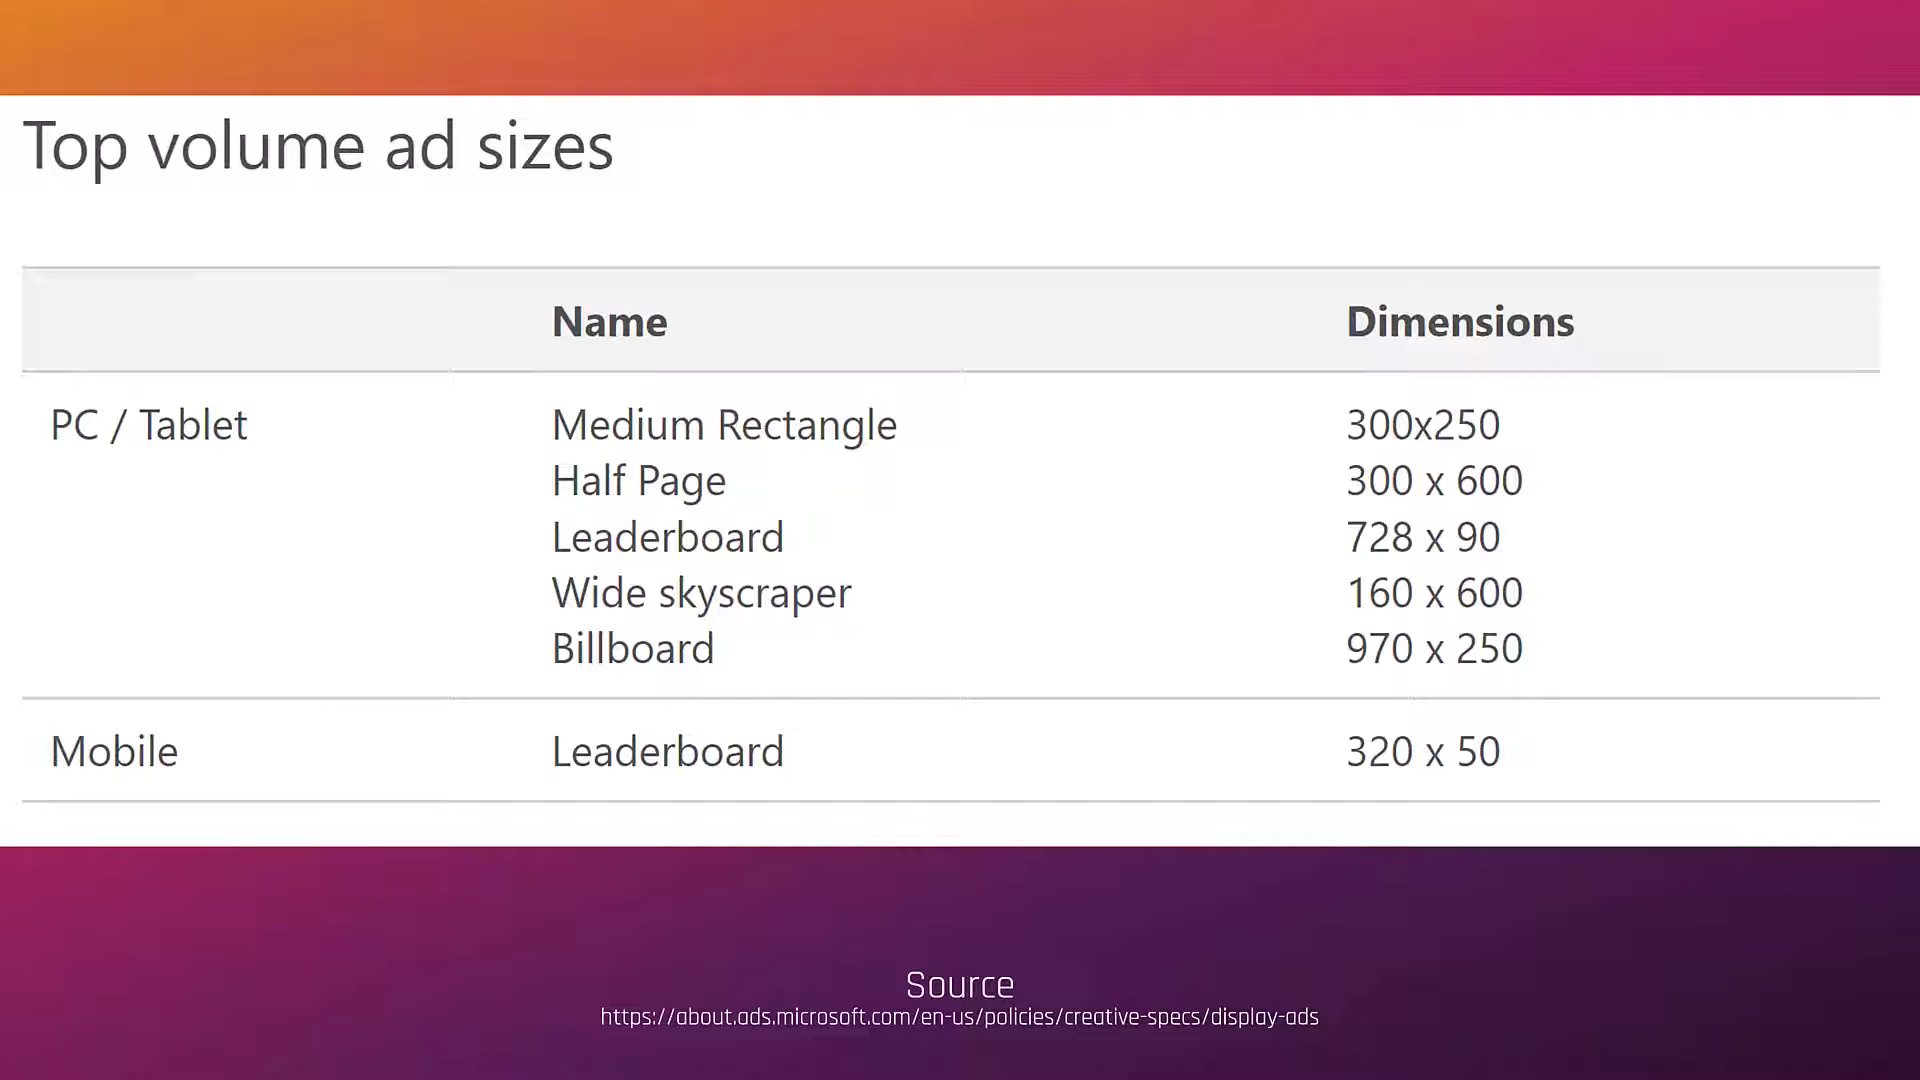 Top volume ad sizes
Name Dimensions
PC / Tablet Medium Rectangle 300x250
Half Page 300 x 600
Leaderboard 728 x 90
Wide skyscraper 160 x 600
Billboard 970 x 250
Mobile Leaderboard 320 x 50
Source
https://about.ads.microsoft.com/en-us/policies/creative-specs/display-ads